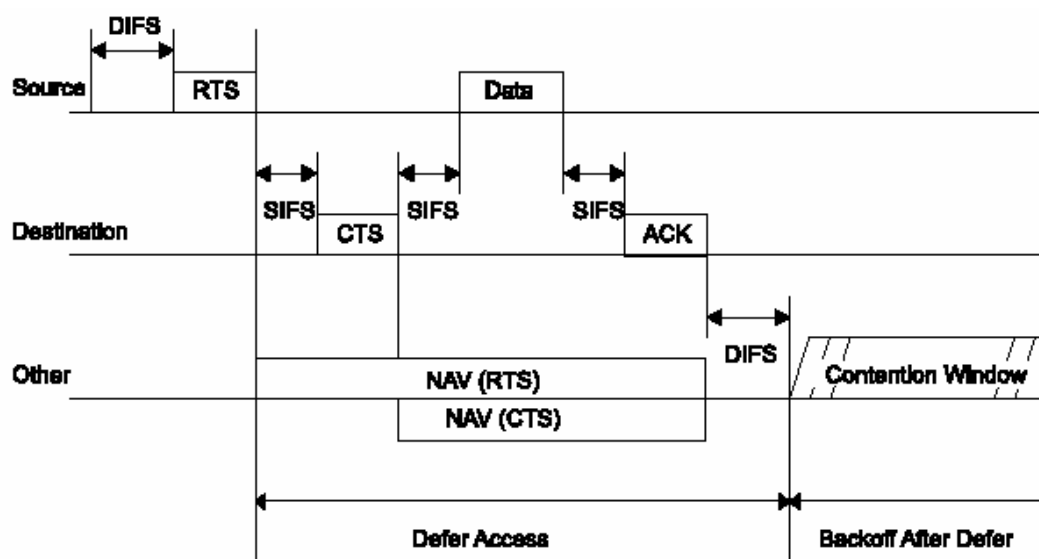 DIFS
Source
RTS
Data
SIFS
SIFS
SIFS
Destination
CTS
ACK
DIFS
Other
NAV (RTS)
Contention Window
NAV (CTS)
Defer Access
Backoff After Defer